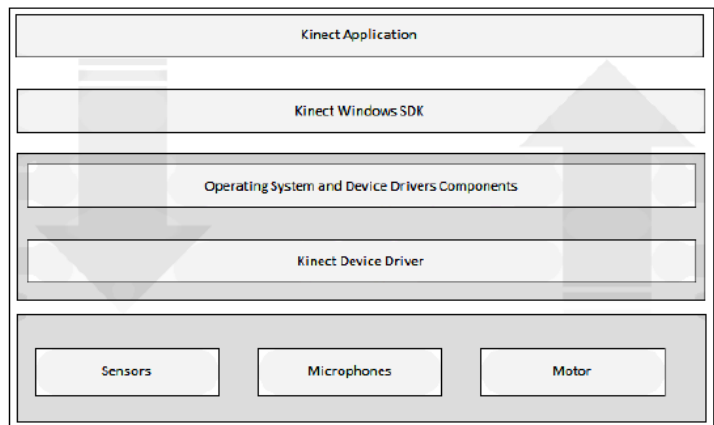 Kinect Application
Kinect Windows SDK
Operating System and Device Drivers Components
Kinect Device Driver
Sensors
Microphones
Motor